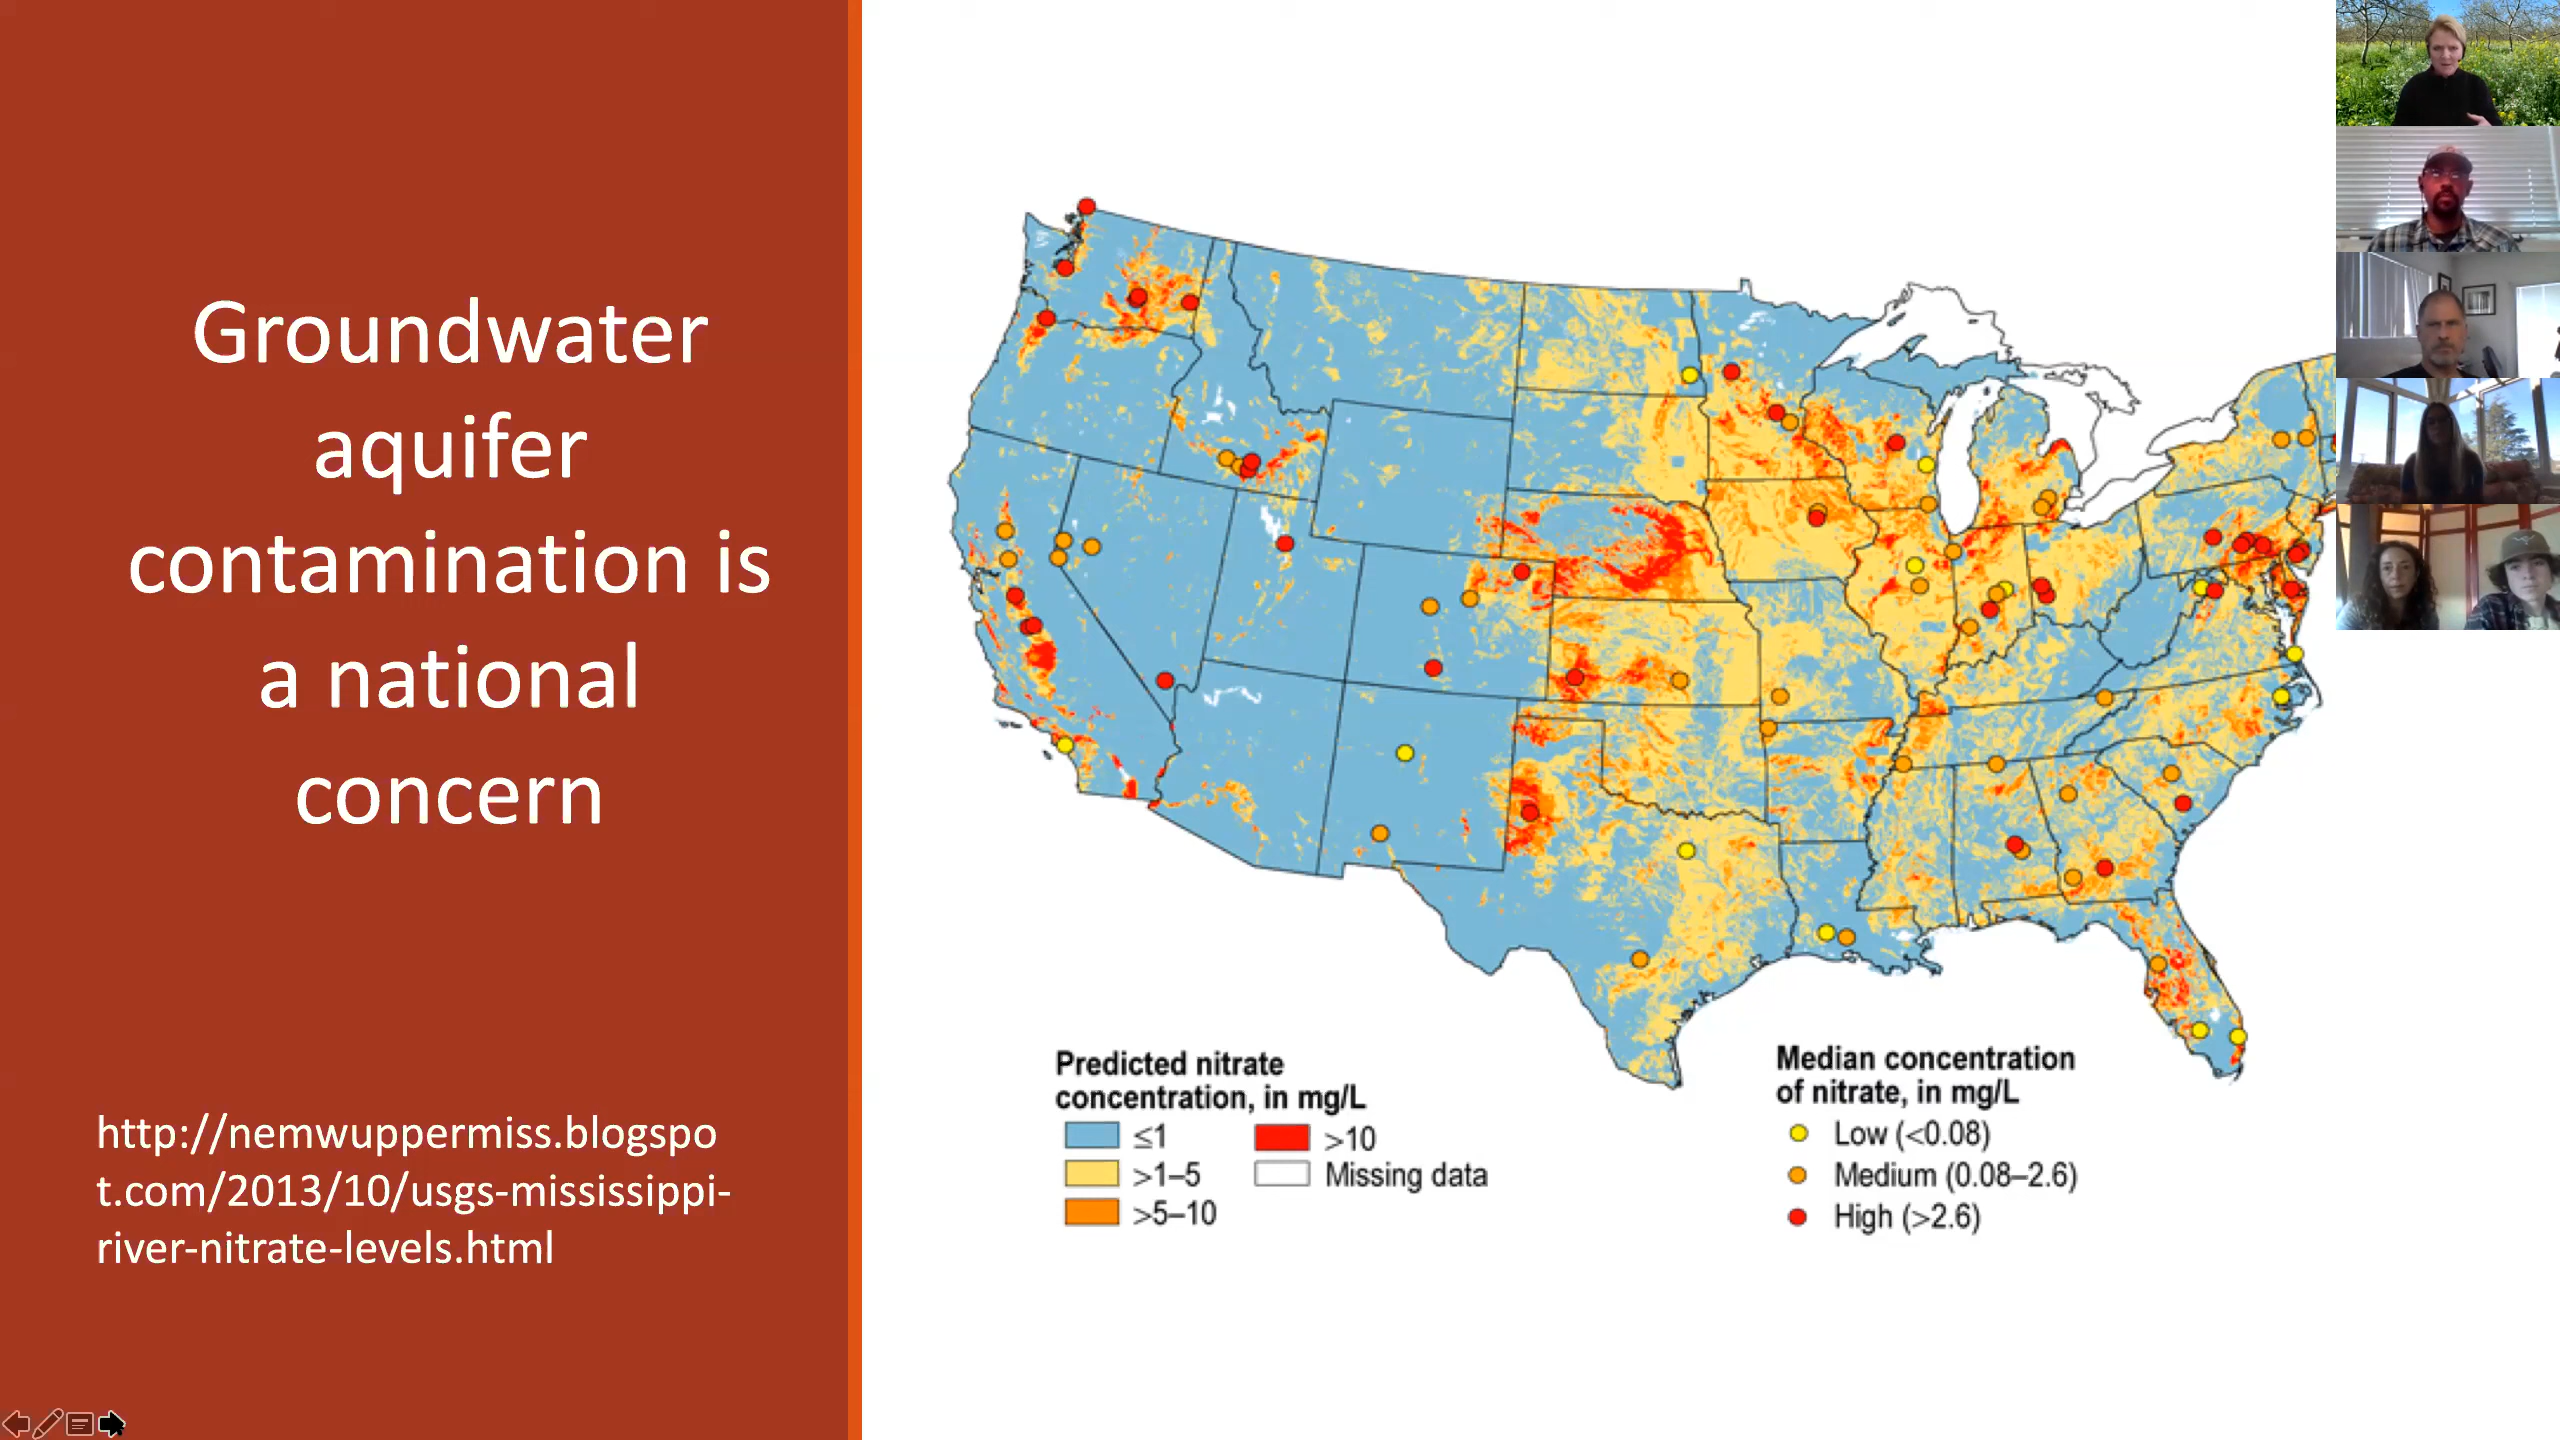 Groundwater
aquifer
contamination is
a national
concern
http://nemwuppermiss.blogspo
t.com/2013/10/usgs-mississippi-
river-nitrate-levels.html
Predicted nitrate
concentration, in mg/L
≤1
>1–5
>5–10
>10
Missing data
Median concentration
of nitrate, in mg/L
Low (<0.08)
Medium (0.08–2.6)
High (>2.6)